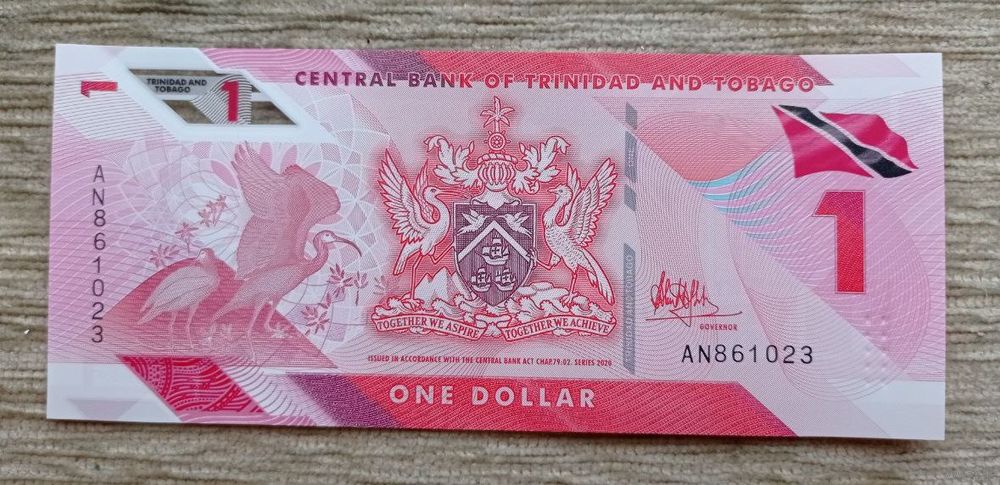 CENTRAL BANK OF TRINIDAD AND TOBAGO
1
TRINIDAD AND
TOBAGO
1
AN861023
1
TOGETHER WE ASPIRE TOGETHER WE ACHIEVE
GOVERNOR
AN861023
ISSUED IN ACCORDANCE WITH THE CENTRAL BANK ACT CHAP.79:02. SERIES 2020
ONE DOLLAR